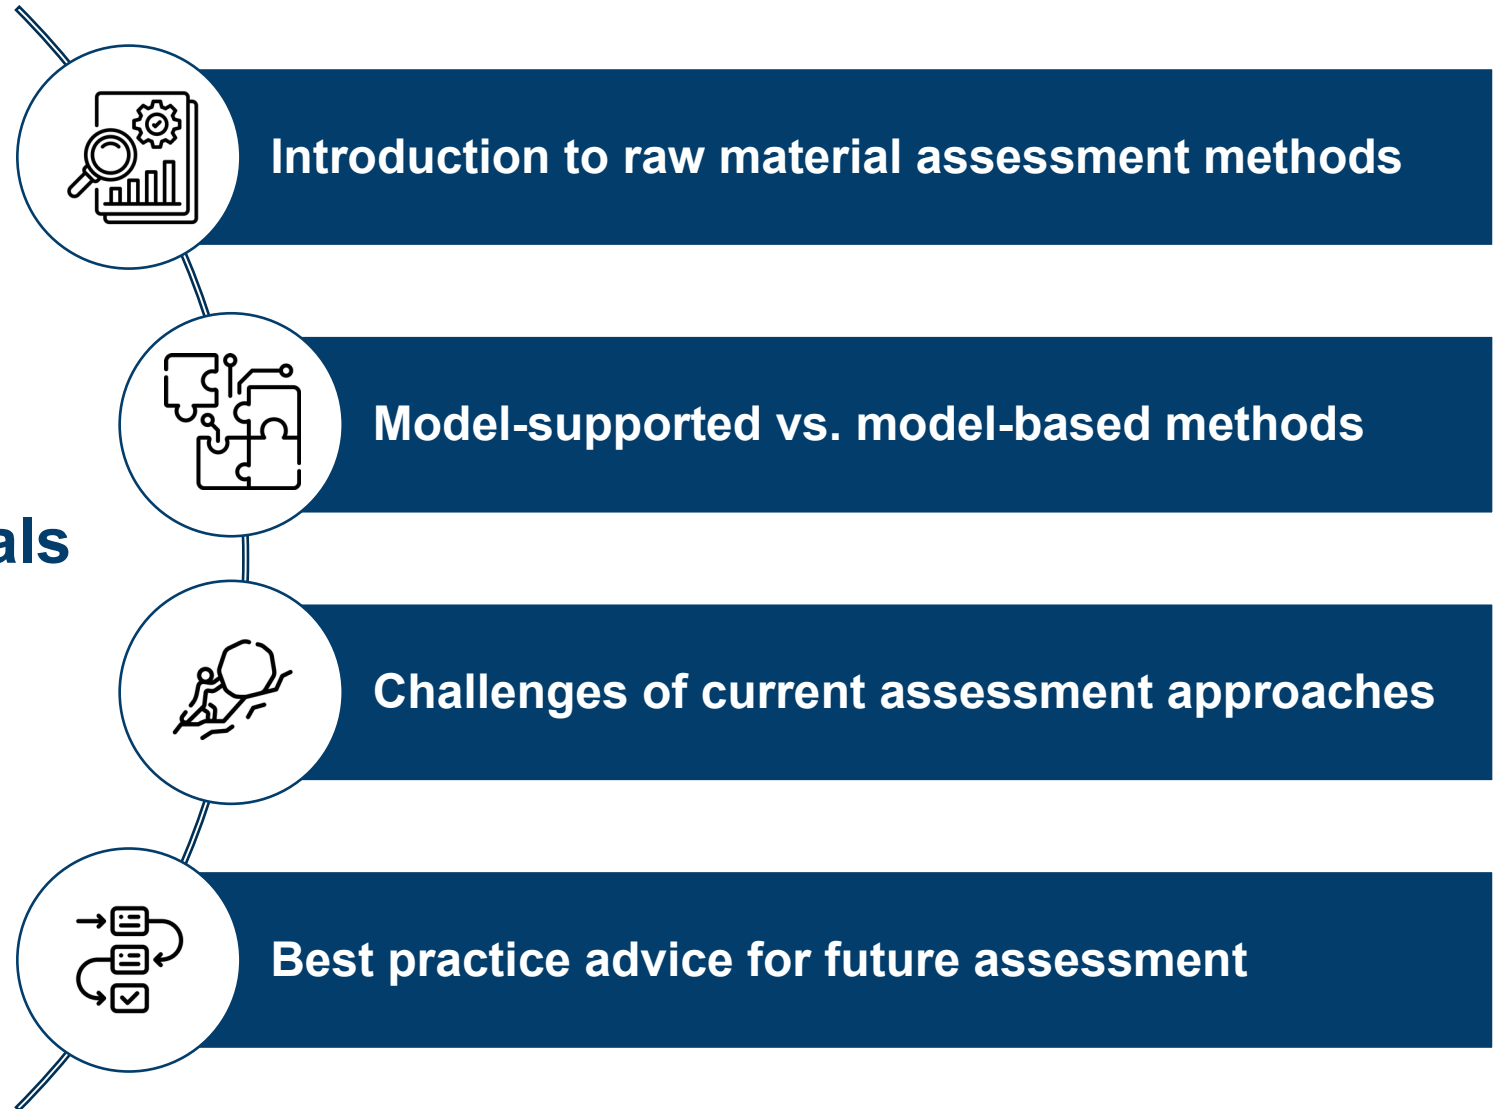 Introduction to raw material assessment methods
Model-supported vs. model-based methods
als
Challenges of current assessment approaches
Best practice advice for future assessment